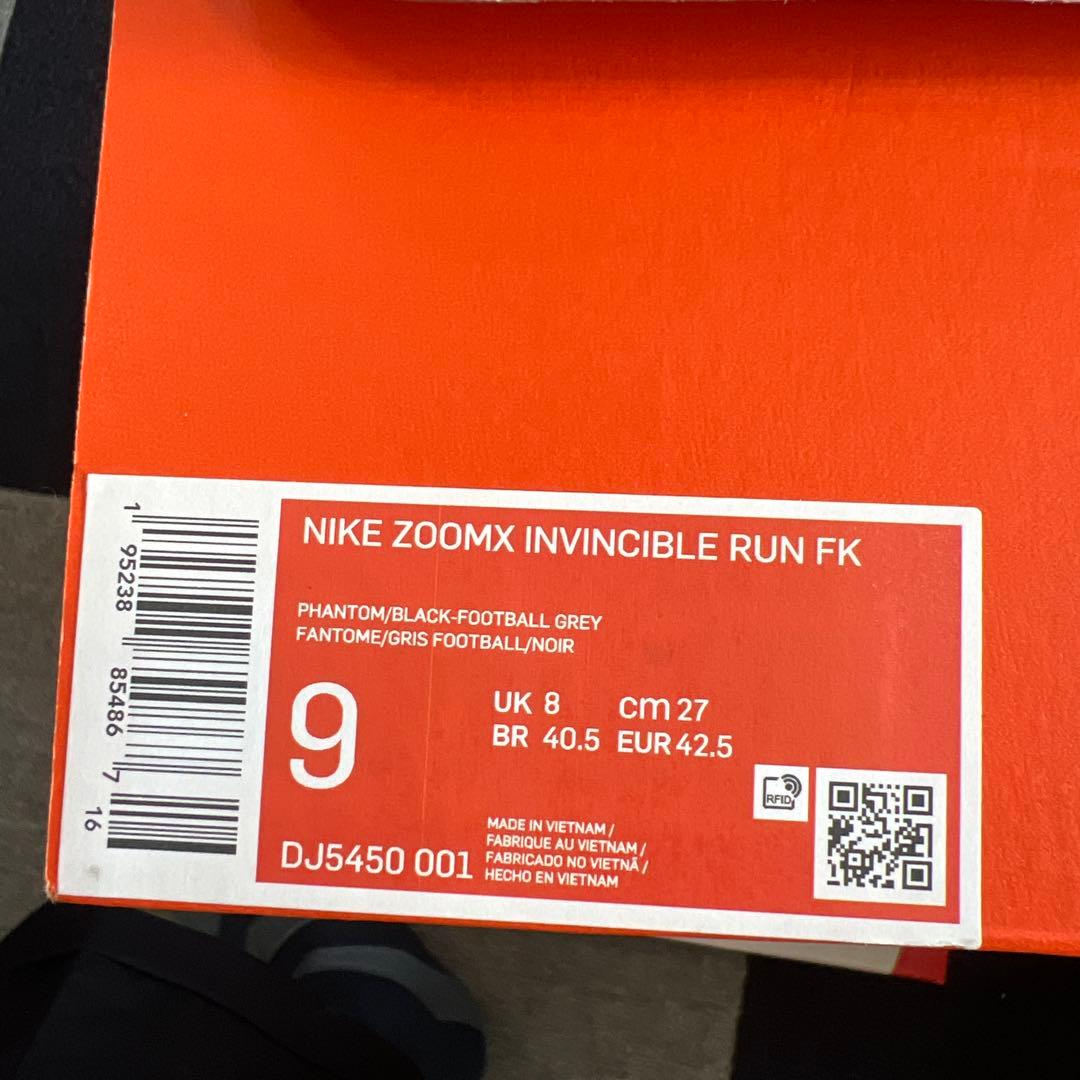 NIKE ZOOMX INVINCIBLE RUN FK
PHANTOM/BLACK-FOOTBALL GREY
FANTOME/GRIS FOOTBALL/NOIR
9
UK 8 cm 27
BR 40.5 EUR 42.5
RFID
DJ5450 001
MADE IN VIETNAM /
FABRIQUE AU VIETNAM /
FABRICADO NO VIETNÃ /
HECHO EN VIETNAM
1 95238 85486 7 16